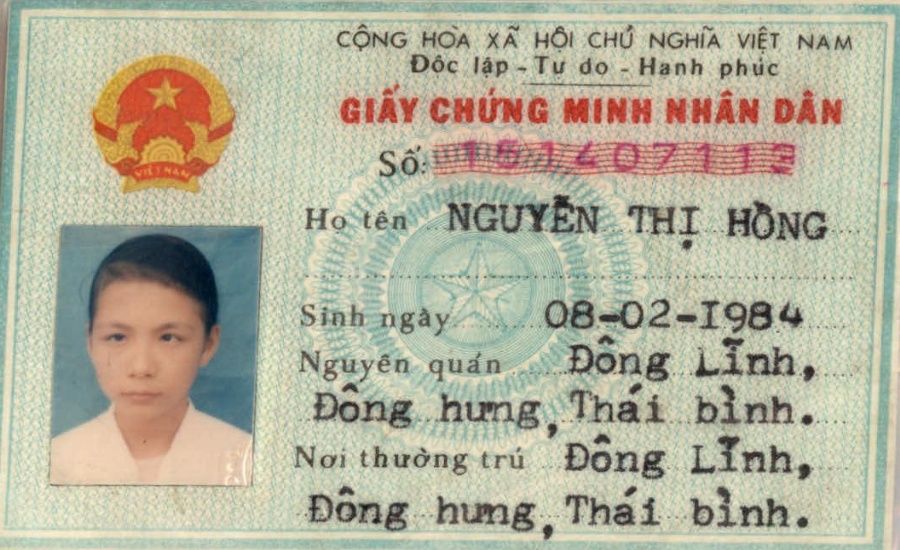 CỘNG HÒA XÃ HỘI CHỦ NGHĨA VIỆT NAM
Độc lập - Tự do - Hạnh phúc
GIẤY CHỨNG MINH NHÂN DÂN
VIỆT NAM
Số: 151407113
Họ tên NGUYỄN THỊ HỒNG
Sinh ngày 08-02-I984
Nguyên quán Đông Lĩnh,
Đông hưng, Thái bình.
Nơi thường trú Đông Lĩnh,
Đông hưng, Thái bình.